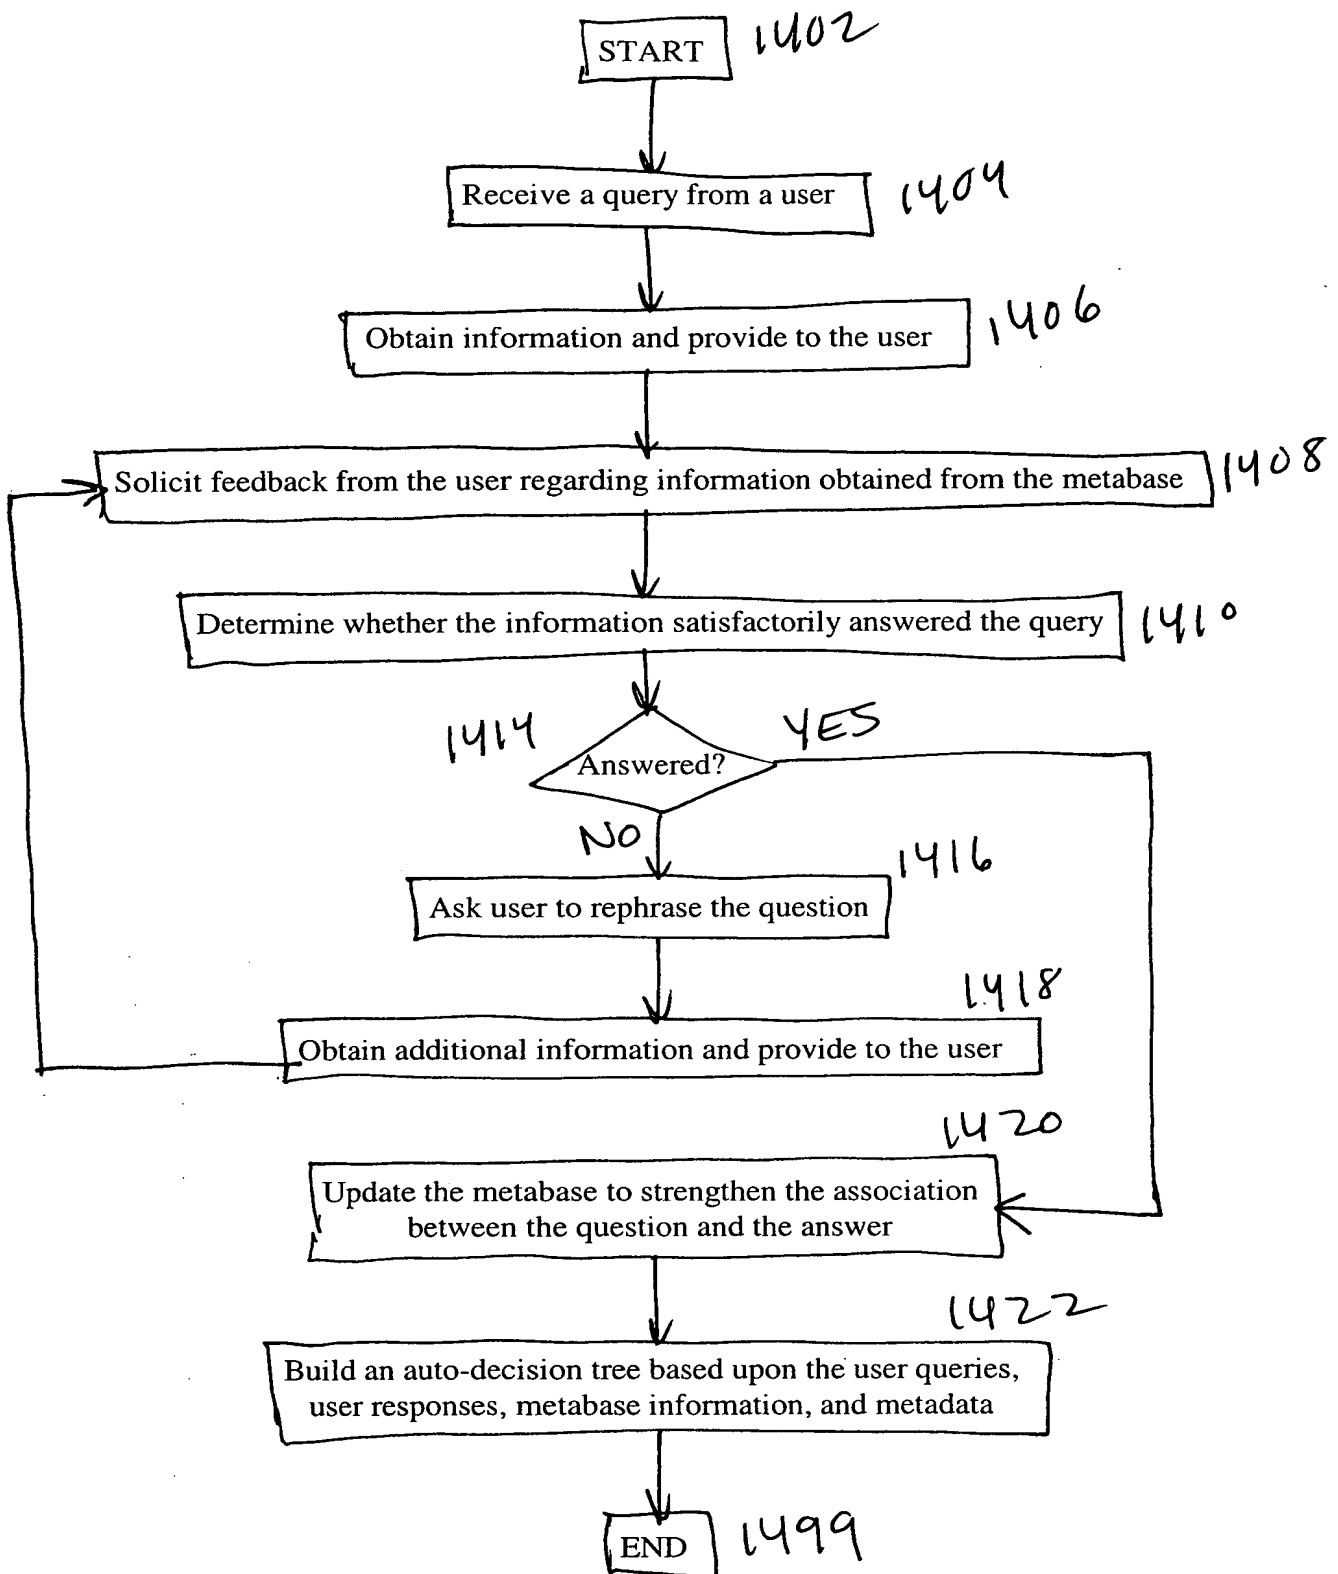 START 1402
Receive a query from a user 1404
Obtain information and provide to the user 1406
Solicit feedback from the user regarding information obtained from the metabase 1408
Determine whether the information satisfactorily answered the query 1410
1414 Answered? YES
NO
1416
Ask user to rephrase the question
1418
Obtain additional information and provide to the user
1420
Update the metabase to strengthen the association
between the question and the answer
1422
Build an auto-decision tree based upon the user queries,
user responses, metabase information, and metadata
END 1499